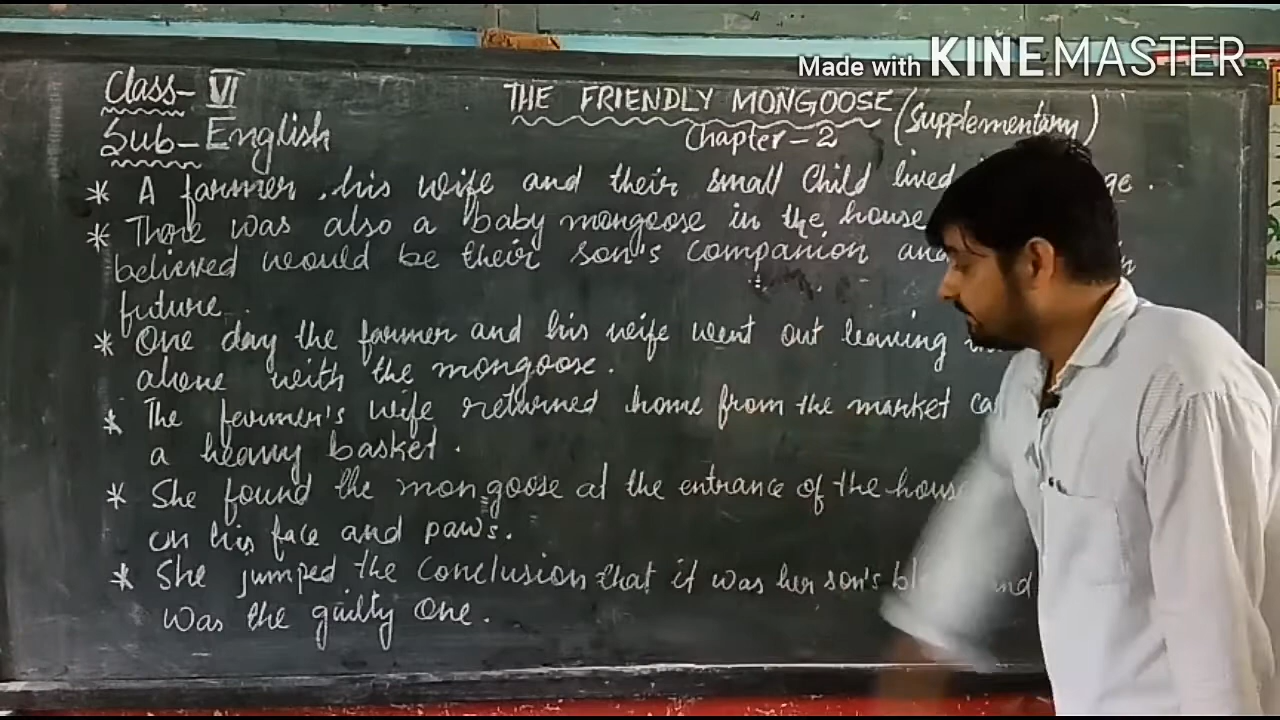 Made with KINEMASTER
Class- VI
THE FRIENDLY MONGOOSE (Supplementary)
Sub- English
Chapter - 2
* A farmer, his wife and their small Child lived
* There was also a baby mongoose in the house
believed would be their son's companion and
future.
* One day the farmer and his wife went out leaving
alone with the mongoose.
* The farmer's wife returned home from the market
a heavy basket.
* She found the mongoose at the entrance of the house
on his face and paws.
* She jumped the conclusion that it was her son's
was the guilty one.